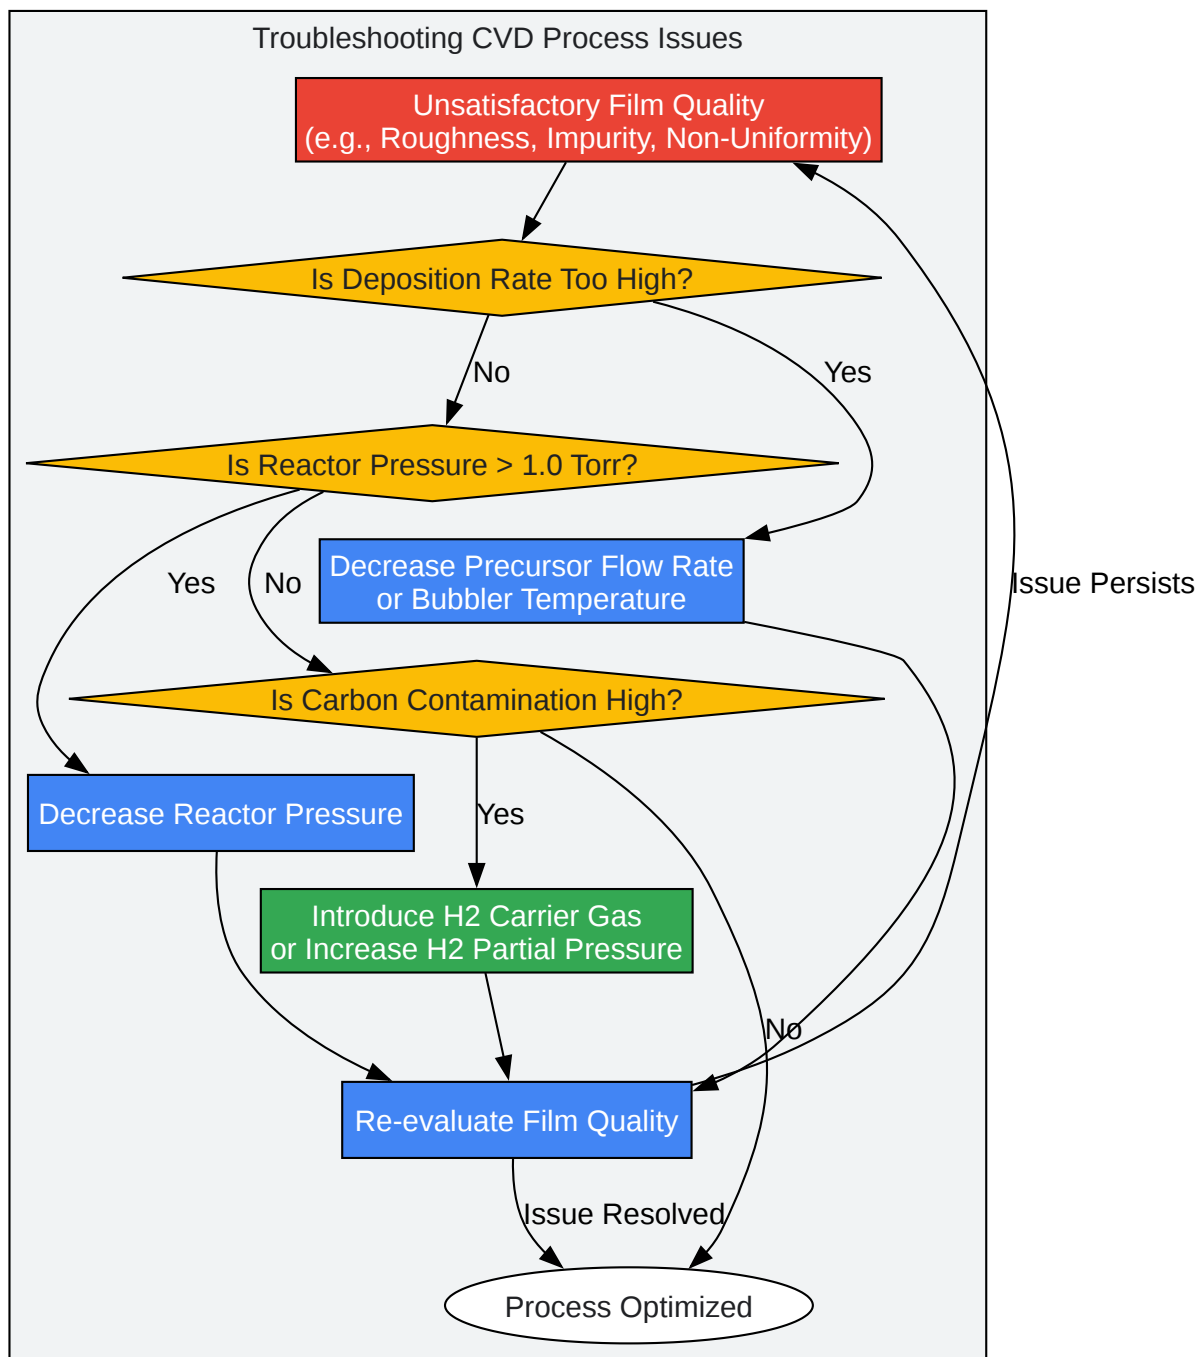 Troubleshooting CVD Process Issues
Unsatisfactory Film Quality
(e.g., Roughness, Impurity, Non-Uniformity)
Is Deposition Rate Too High?
No
Yes
Is Reactor Pressure > 1.0 Torr?
Decrease Precursor Flow Rate
or Bubbler Temperature
Yes
No
Issue Persists
Is Carbon Contamination High?
Decrease Reactor Pressure
Yes
Introduce H2 Carrier Gas
or Increase H2 Partial Pressure
No
Re-evaluate Film Quality
Issue Resolved
Process Optimized